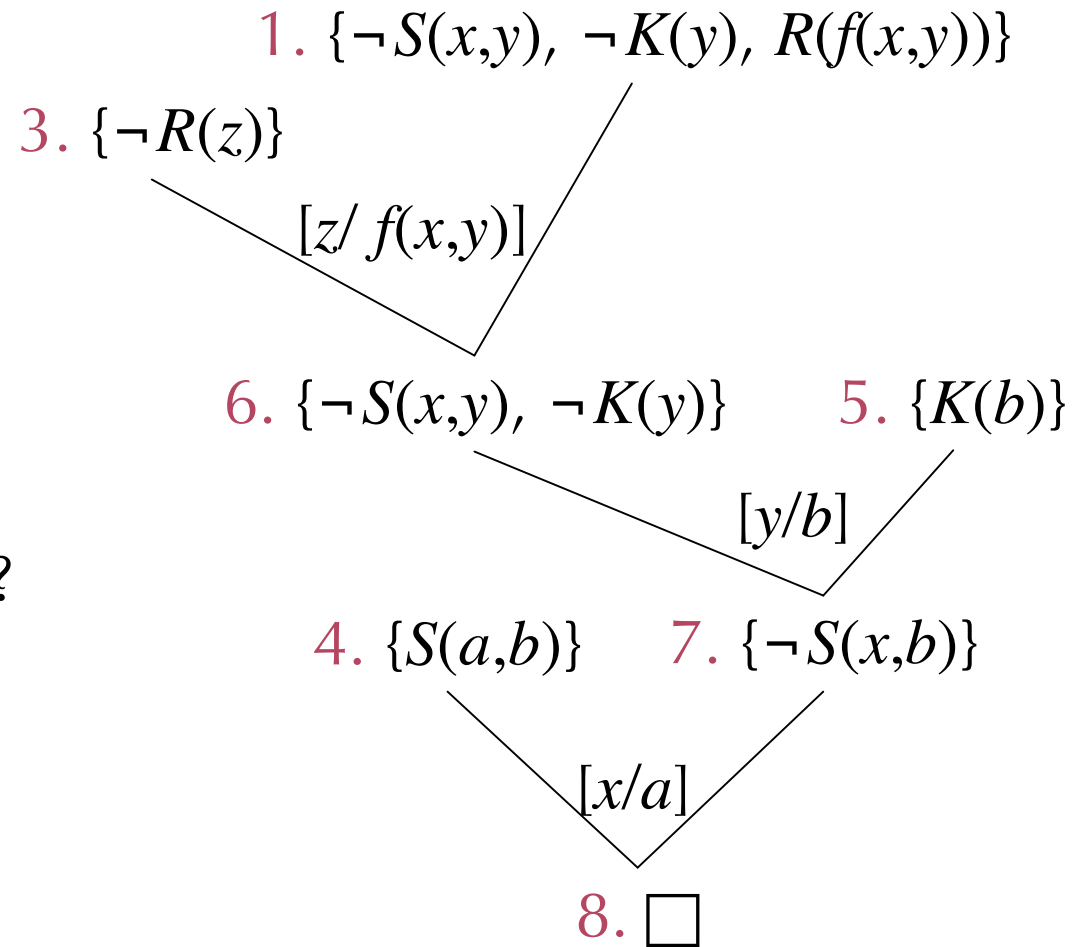 1. {¬S(x,y), ¬K(y), R(f(x,y))}
3. {¬R(z)}
[z/ f(x,y)]
6. {¬S(x,y), ¬K(y)} 5. {K(b)}
[y/b]
?
4. {S(a,b)} 7. {¬S(x,b)}
[x/a]
8. □